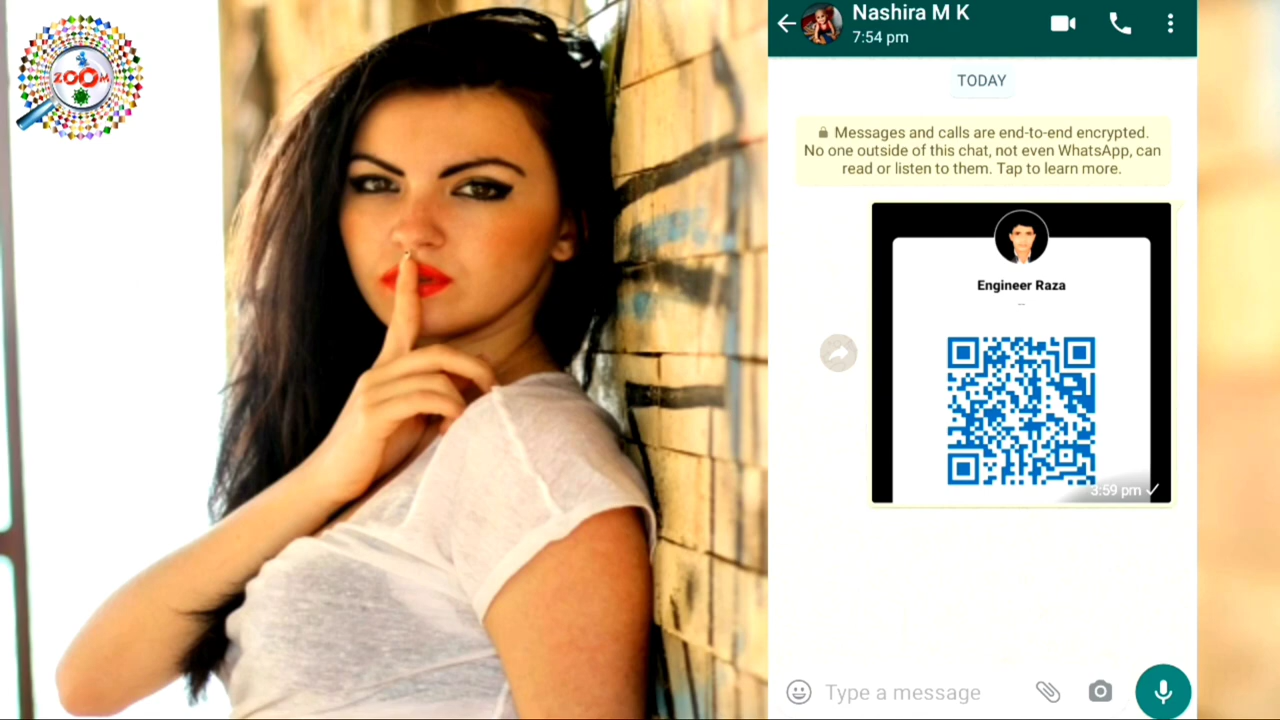 ZOOM
Nashira M K
7:54 pm
TODAY
Messages and calls are end-to-end encrypted.
No one outside of this chat, not even WhatsApp, can
read or listen to them. Tap to learn more.
Engineer Raza
3:59 pm
Type a message